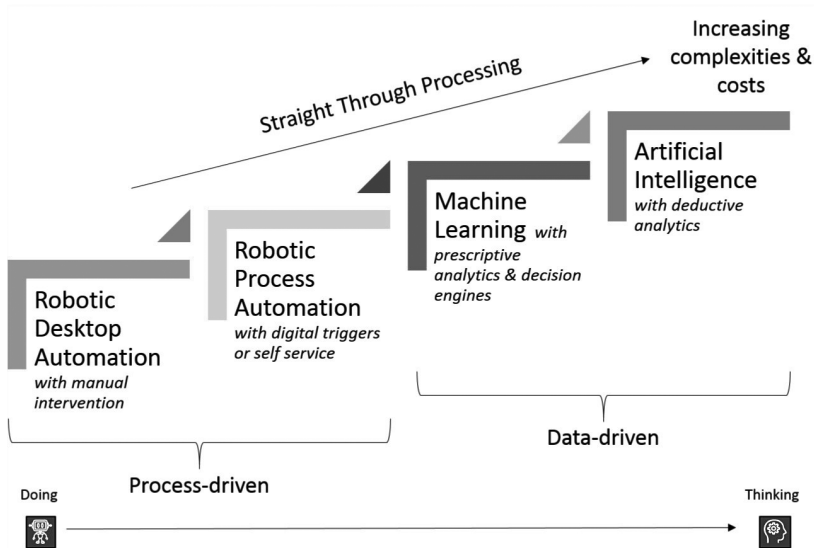 Increasing
complexities &
costs
Straight Through Processing
Artificial
Intelligence
with deductive
analytics
Machine
Learning with
prescriptive
analytics & decision
engines
Robotic
Process
Automation
with digital triggers
or self service
Robotic
Desktop
Automation
with manual
intervention
Data-driven
Process-driven
Doing
Thinking